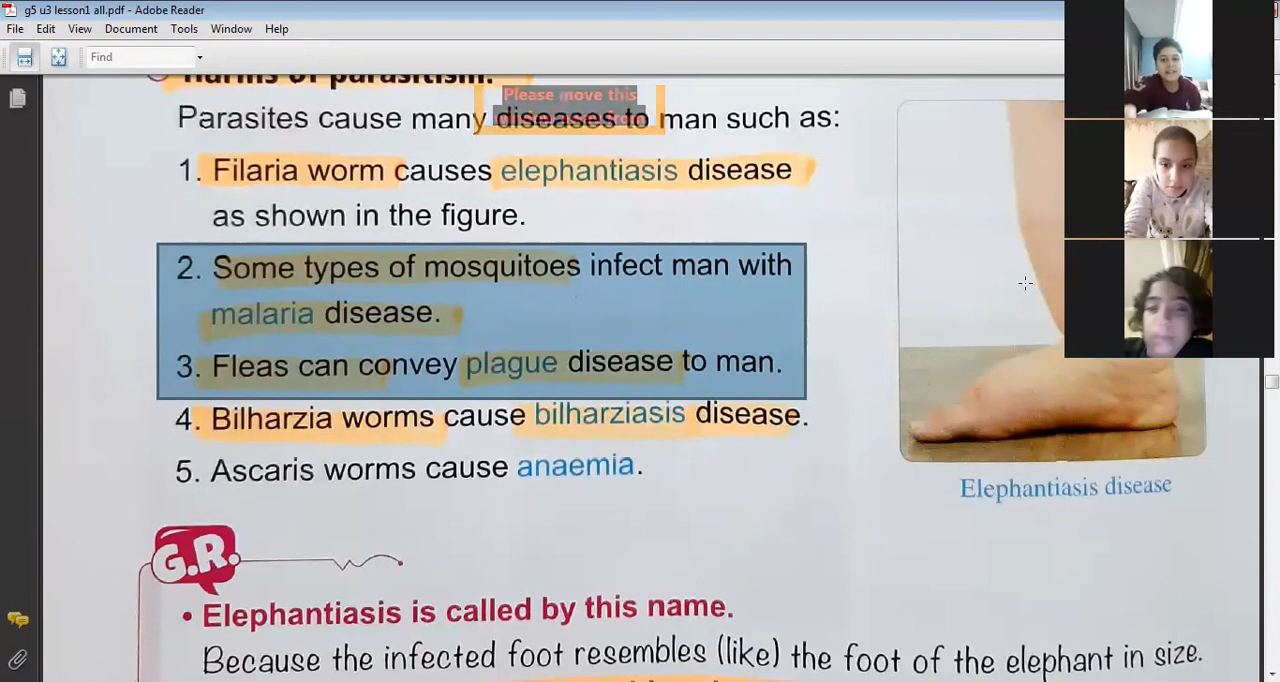 g5 u3 lesson1 all.pdf - Adobe Reader
File Edit View Document Tools Window Help
Find
Harms of parasitism:
Please move this
Parasites cause many diseases to man such as:
1. Filaria worm causes elephantiasis disease
as shown in the figure.
2. Some types of mosquitoes infect man with
malaria disease.
3. Fleas can convey plague disease to man.
4. Bilharzia worms cause bilharziasis disease.
5. Ascaris worms cause anaemia.
Elephantiasis disease
G.R.
• Elephantiasis is called by this name.
Because the infected foot resembles (like) the foot of the elephant in size.